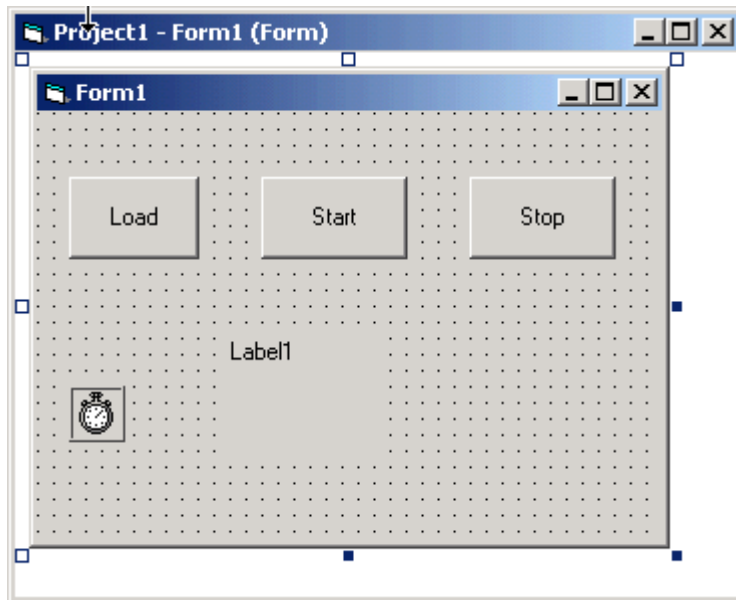 Project1 - Form1 (Form)
Form1
Load
Start
Stop
Label1